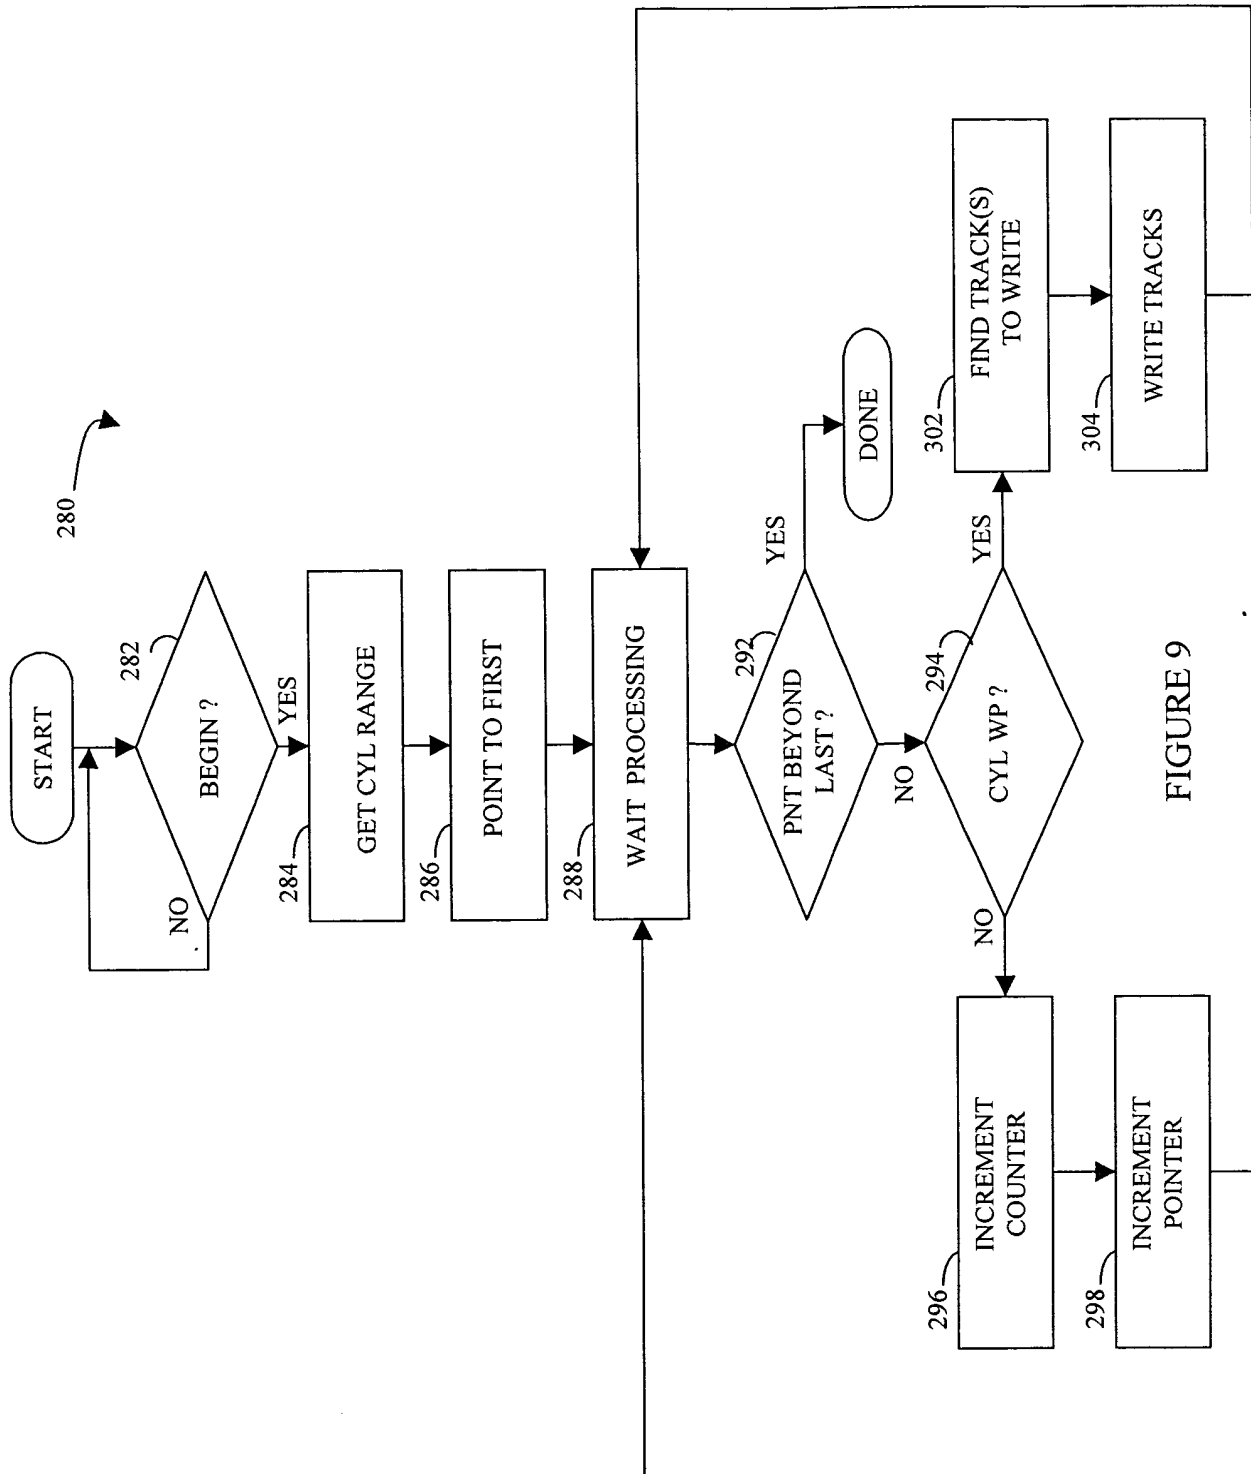 280
START
282
BEGIN ?
NO
YES
284
GET CYL RANGE
286
POINT TO FIRST
288
WAIT PROCESSING
292
PNT BEYOND
LAST ?
YES
DONE
NO
294
CYL WP ?
NO
YES
296
INCREMENT
COUNTER
298
INCREMENT
POINTER
302
FIND TRACK(S)
TO WRITE
304
WRITE TRACKS
FIGURE 9